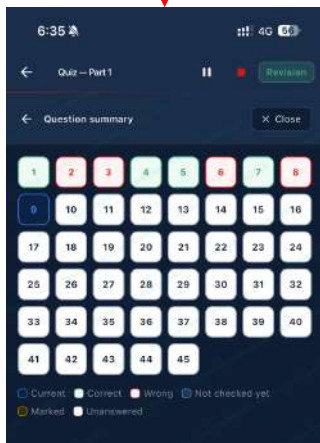 6:35 4G 56
Quiz — Part 1 Revision
Question summary × Close
1 2 3 4 5 6 7 8
9 10 11 12 13 14 15 16
17 18 19 20 21 22 23 24
25 26 27 28 29 30 31 32
33 34 35 36 37 38 39 40
41 42 43 44 45
Current Correct Wrong Not checked yet
Marked Unanswered